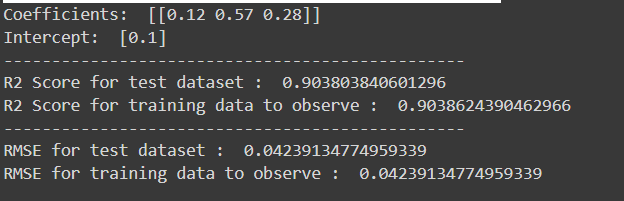 Coefficients:  [[0.12 0.57 0.28]]
Intercept:  [0.1]
-----------------------------------------------
R2 Score for test dataset :  0.903803840601296
R2 Score for training data to observe :  0.9038624390462966
-----------------------------------------------
RMSE for test dataset :  0.04239134774959339
RMSE for training data to observe :  0.04239134774959339